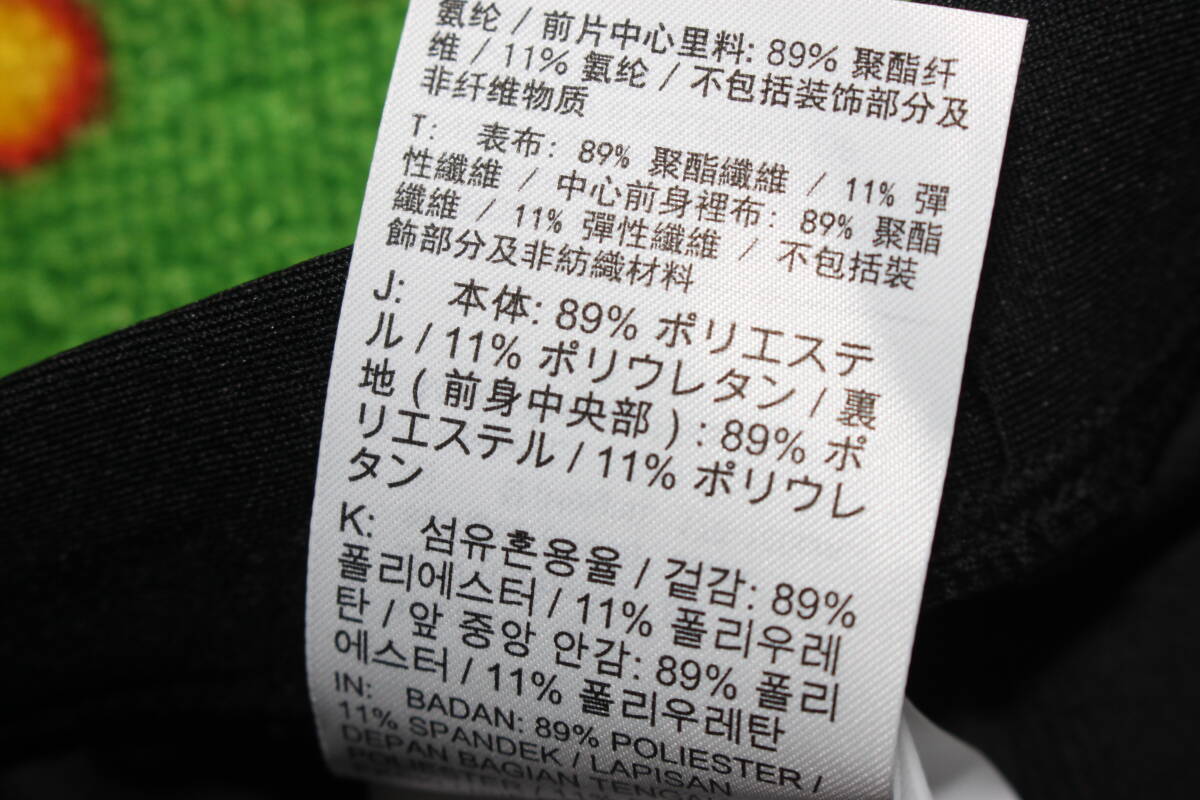 氨纶 / 前片中心里料: 89% 聚酯纤
维 / 11% 氨纶 / 不包括装饰部分及
非纤维物质
T: 表布: 89% 聚酯纖維 / 11% 彈
性纖維 / 中心前身裡布: 89% 聚酯
纖維 / 11% 彈性纖維 / 不包括裝
飾部分及非紡織材料
J: 本体: 89% ポリエステ
ル / 11% ポリウレタン / 裏
地 ( 前身中央部 ) : 89% ポ
リエステル / 11% ポリウレ
タン
K: 섬유혼용율 / 겉감: 89%
폴리에스터 / 11% 폴리우레
탄 / 앞 중앙 안감: 89% 폴리
에스터 / 11% 폴리우레탄
IN: BADAN: 89% POLIESTER /
11% SPANDEK / LAPISAN
DEPAN BAGIAN TENGAH